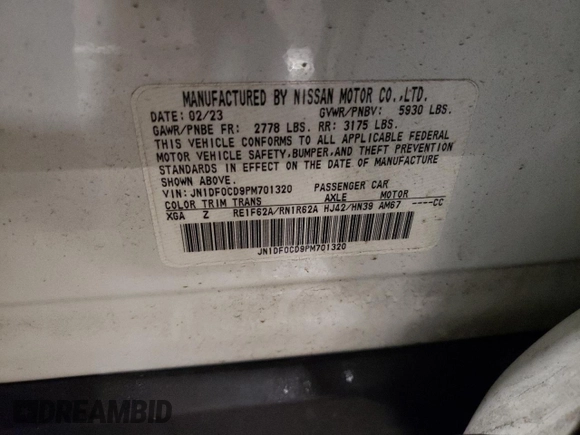 MANUFACTURED BY NISSAN MOTOR CO.,LTD.
DATE: 02/23 GVWR/PNBV: 5930 LBS.
GAWR/PNBE FR: 2778 LBS. RR: 3175 LBS.
THIS VEHICLE CONFORMS TO ALL APPLICABLE FEDERAL
MOTOR VEHICLE SAFETY,BUMPER,AND THEFT PREVENTION
STANDARDS IN EFFECT ON THE DATE OF MANUFACTURE
SHOWN ABOVE.
VIN: JN1DF0CD9PM701320 PASSENGER CAR
COLOR TRIM TRANS AXLE MOTOR
XGA Z RE1F62A/RN1R62A HJ42/HN39 AM67 ----CC
JN1DF0CD9PM701320
DREAMBID